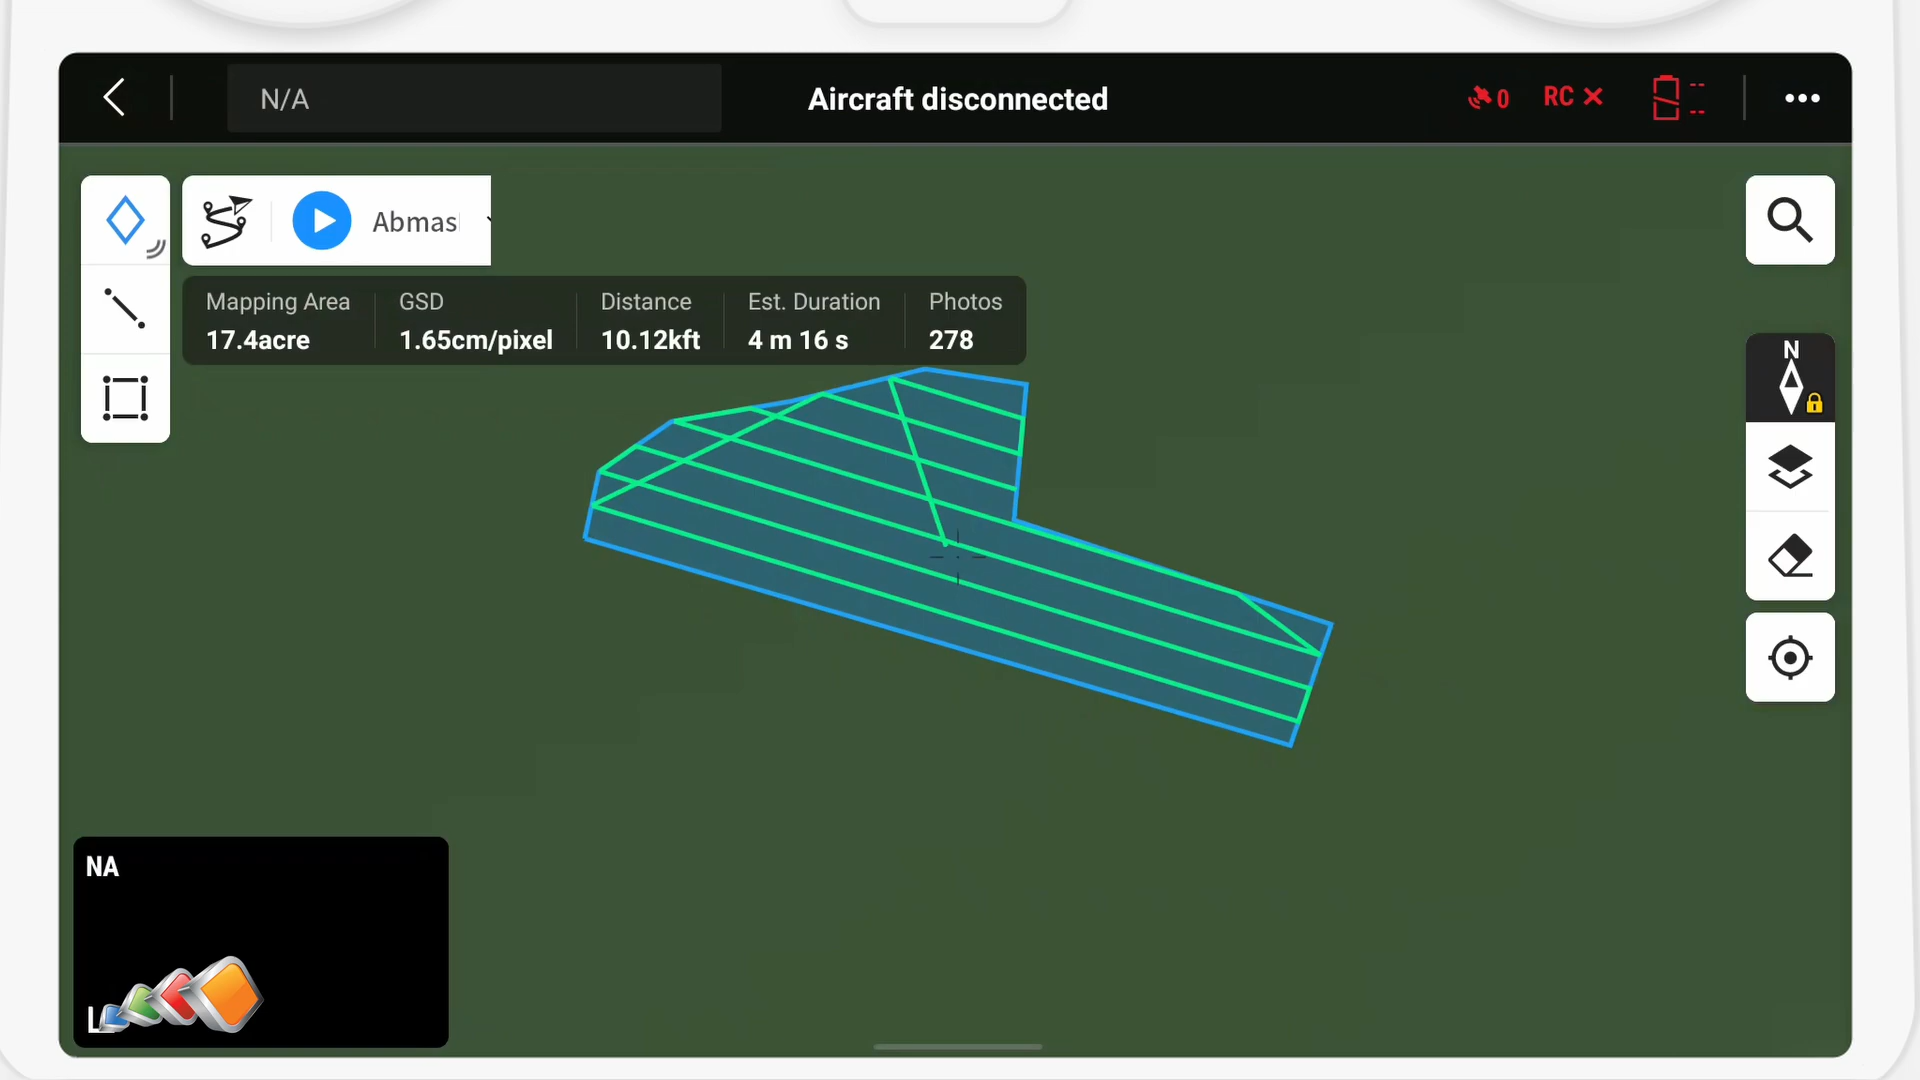 N/A
Aircraft disconnected
0
RC
--
--
Abmas
Mapping Area
17.4acre
GSD
1.65cm/pixel
Distance
10.12kft
Est. Duration
4 m 16 s
Photos
278
N
NA
L